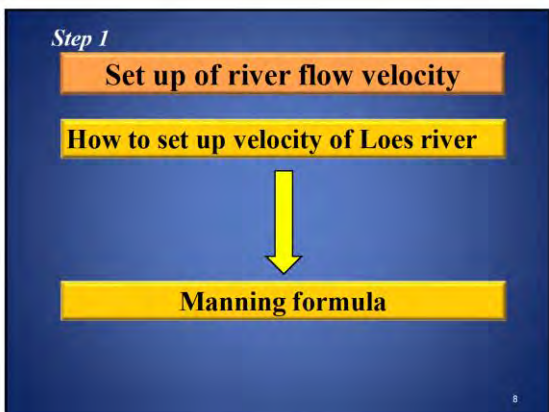 Step 1
Set up of river flow velocity
How to set up velocity of Loes river
Manning formula
8